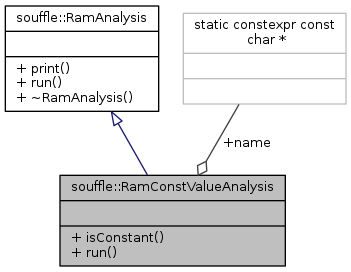 souffle::RamAnalysis
+ print()
+ run()
+ ~RamAnalysis()
static constexpr const
char *
+name
souffle::RamConstValueAnalysis
+ isConstant()
+ run()